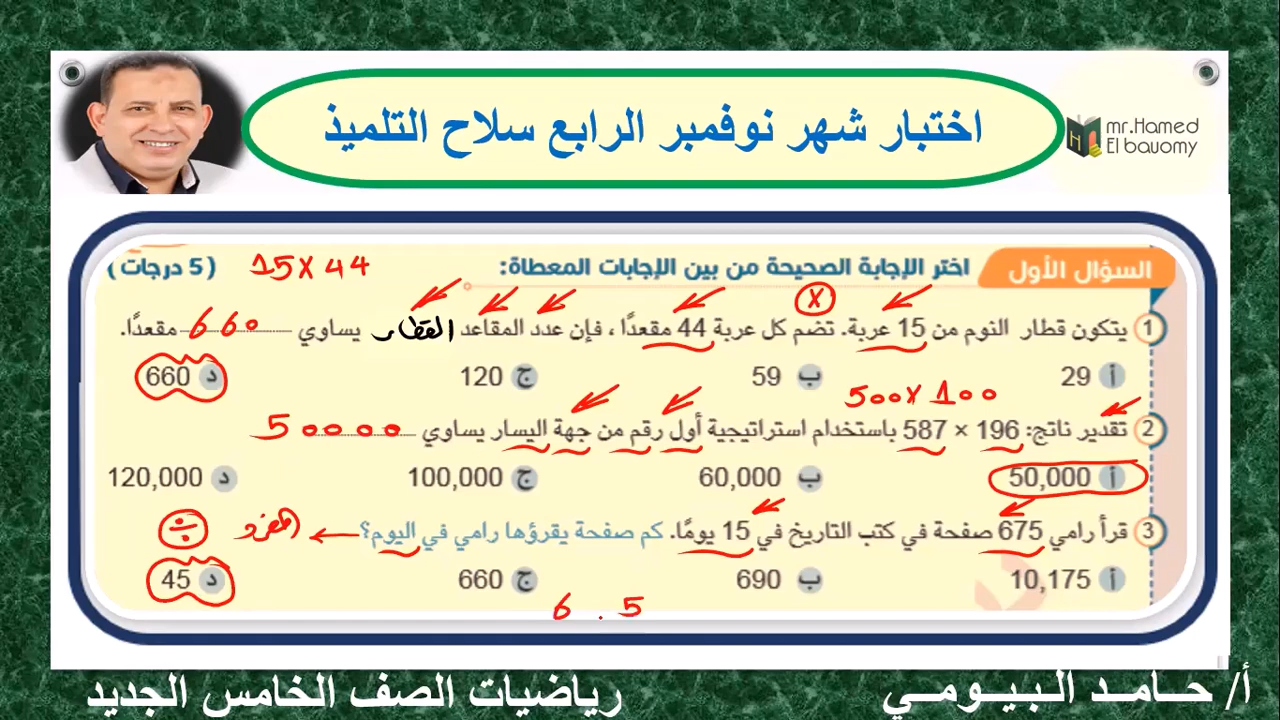 اختبار شهر نوفمبر الرابع سلاح التلميذ
mr.Hamed
El bauomy
السؤال الأول اختر الإجابة الصحيحة من بين الإجابات المعطاة: 15 × 44 ( 5 درجات )
1 يتكون قطار النوم من 15 عربة. تضم كل عربة 44 مقعدًا ، فإن عدد المقاعد القطار يساوي 660 مقعدًا.
×
أ 29 ب 59 ج 120 د 660
500 × 100
2 تقدير ناتج: 196 × 587 باستخدام استراتيجية أول رقم من جهة اليسار يساوي 50000
أ 50,000 ب 60,000 ج 100,000 د 120,000
3 قرأ رامي 675 صفحة في كتب التاريخ في 15 يومًا. كم صفحة يقرؤها رامي في اليوم؟ ÷
أ 10,175 ب 690 ج 660 د 45
6 . 5
أ/ حـامـد الـبـيـومـي
رياضيات الصف الخامس الجديد